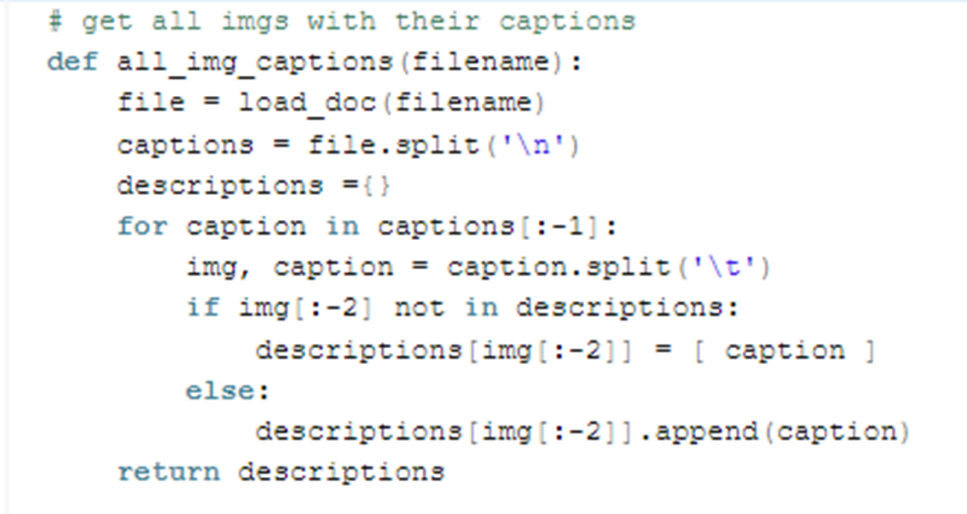 # get all imgs with their captions
def all_img_captions(filename):
    file = load_doc(filename)
    captions = file.split('\n')
    descriptions ={}
    for caption in captions[:-1]:
        img, caption = caption.split('\t')
        if img[:-2] not in descriptions:
            descriptions[img[:-2]] = [ caption ]
        else:
            descriptions[img[:-2]].append(caption)
    return descriptions